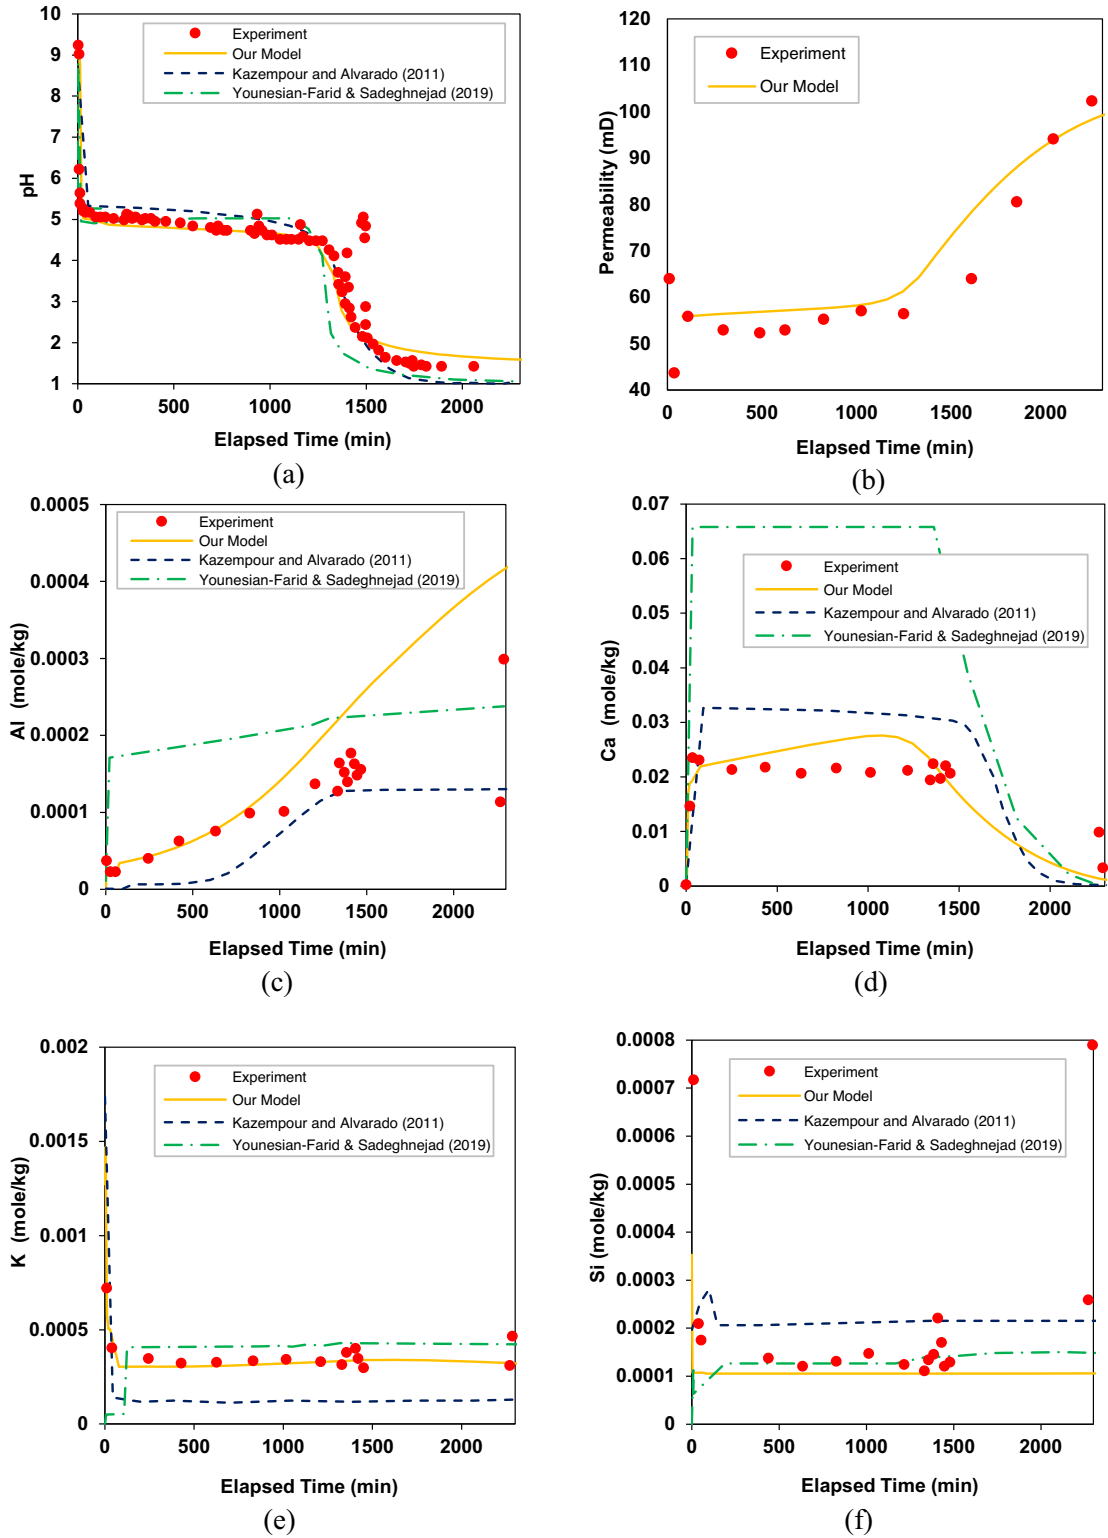 10
9
8
7
6
5
4
3
2
1
pH
Experiment
Our Model
Kazempour and Alvarado (2011)
Younesian-Farid & Sadeghnejad (2019)
0 500 1000 1500 2000
Elapsed Time (min)
(a)
120
110
100
90
80
70
60
50
40
Permeability (mD)
Experiment
Our Model
0 500 1000 1500 2000
Elapsed Time (min)
(b)
0.0005
0.0004
0.0003
0.0002
0.0001
0
Al (mole/kg)
Experiment
Our Model
Kazempour and Alvarado (2011)
Younesian-Farid & Sadeghnejad (2019)
0 500 1000 1500 2000
Elapsed Time (min)
(c)
0.07
0.06
0.05
0.04
0.03
0.02
0.01
0
Ca (mole/kg)
Experiment
Our Model
Kazempour and Alvarado (2011)
Younesian-Farid & Sadeghnejad (2019)
0 500 1000 1500 2000
Elapsed Time (min)
(d)
0.002
0.0015
0.001
0.0005
0
K (mole/kg)
Experiment
Our Model
Kazempour and Alvarado (2011)
Younesian-Farid & Sadeghnejad (2019)
0 500 1000 1500 2000
Elapsed Time (min)
(e)
0.0008
0.0007
0.0006
0.0005
0.0004
0.0003
0.0002
0.0001
0
Si (mole/kg)
Experiment
Our Model
Kazempour and Alvarado (2011)
Younesian-Farid & Sadeghnejad (2019)
0 500 1000 1500 2000
Elapsed Time (min)
(f)